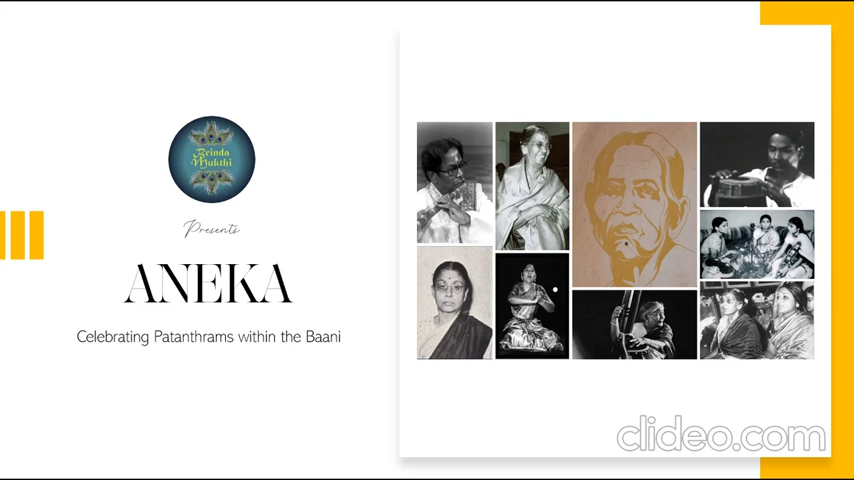 Brinda
Mukthi
Presents
ANEKA
Celebrating Patanthrams within the Baani
clideo.com